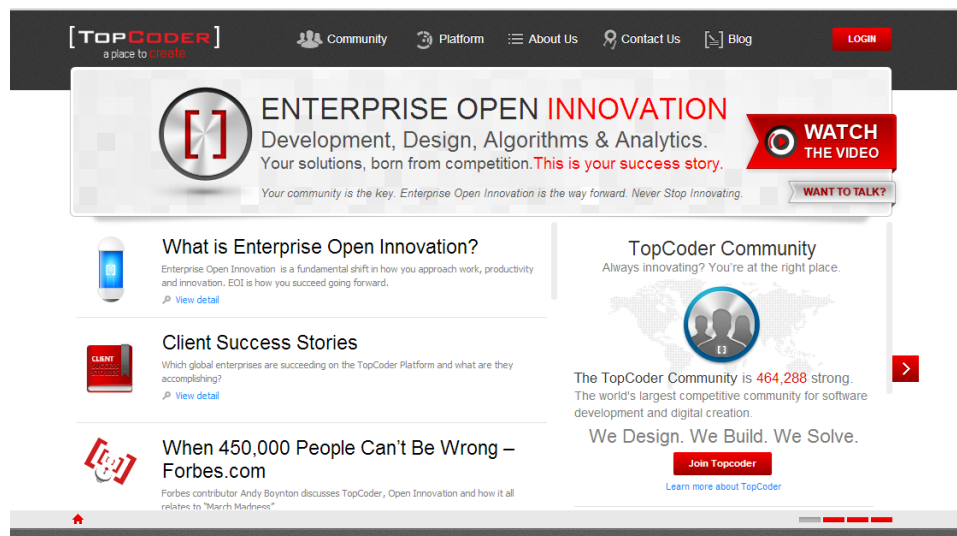 [TOPCODER]
a place to create
Community
Platform
About Us
Contact Us
Blog
LOGIN
[ ]
ENTERPRISE OPEN INNOVATION
Development, Design, Algorithms & Analytics.
Your solutions, born from competition.This is your success story.
Your community is the key. Enterprise Open Innovation is the way forward. Never Stop Innovating.
WATCH
THE VIDEO
WANT TO TALK?
What is Enterprise Open Innovation?
Enterprise Open Innovation is a fundamental shift in how you approach work, productivity
and innovation. EOI is how you succeed going forward.
View detail
CLIENT
SUCCESS
STORIES
Client Success Stories
Which global enterprises are succeeding on the TopCoder Platform and what are they
accomplishing?
View detail
When 450,000 People Can't Be Wrong –
Forbes.com
Forbes contributor Andy Boynton discusses TopCoder, Open Innovation and how it all
relates to "March Madness"
TopCoder Community
Always innovating? You're at the right place.
The TopCoder Community is 464,288 strong.
The world's largest competitive community for software
development and digital creation.
We Design. We Build. We Solve.
Join Topcoder
Learn more about TopCoder